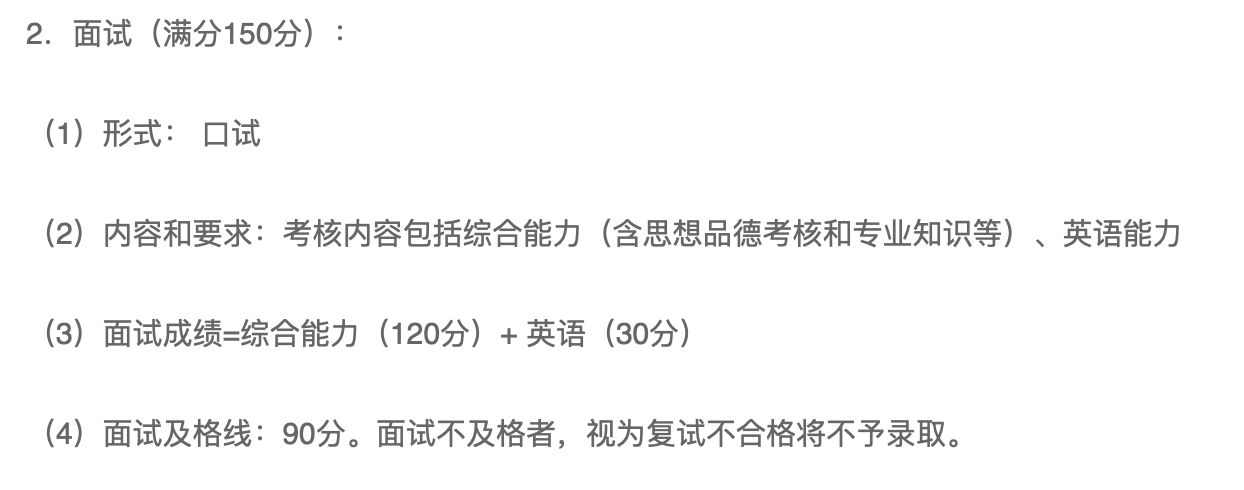 2．面试（满分150分）：
（1）形式： 口试
（2）内容和要求：考核内容包括综合能力（含思想品德考核和专业知识等）、英语能力
（3）面试成绩=综合能力（120分）+ 英语（30分）
（4）面试及格线：90分。面试不及格者，视为复试不合格将不予录取。